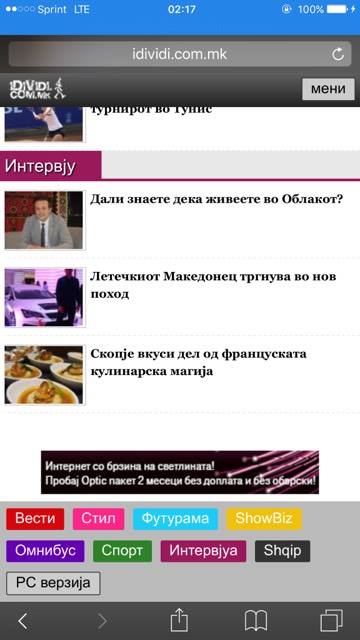 Sprint LTE 02:17 100%
idividi.com.mk
iDiViDi.
COM.MK
мени
турнирот во Тунис
Интервју
Дали знаете дека живеете во Облакот?
Летечкиот Македонец тргнува во нов
поход
Скопје вкуси дел од француската
кулинарска магија
Интернет со брзина на светлината!
Пробај Optic пакет 2 месеци без доплата и без обврски!
Вести Стил Футурама ShowBiz
Омнибус Спорт Интервјуа Shqip
PC верзија